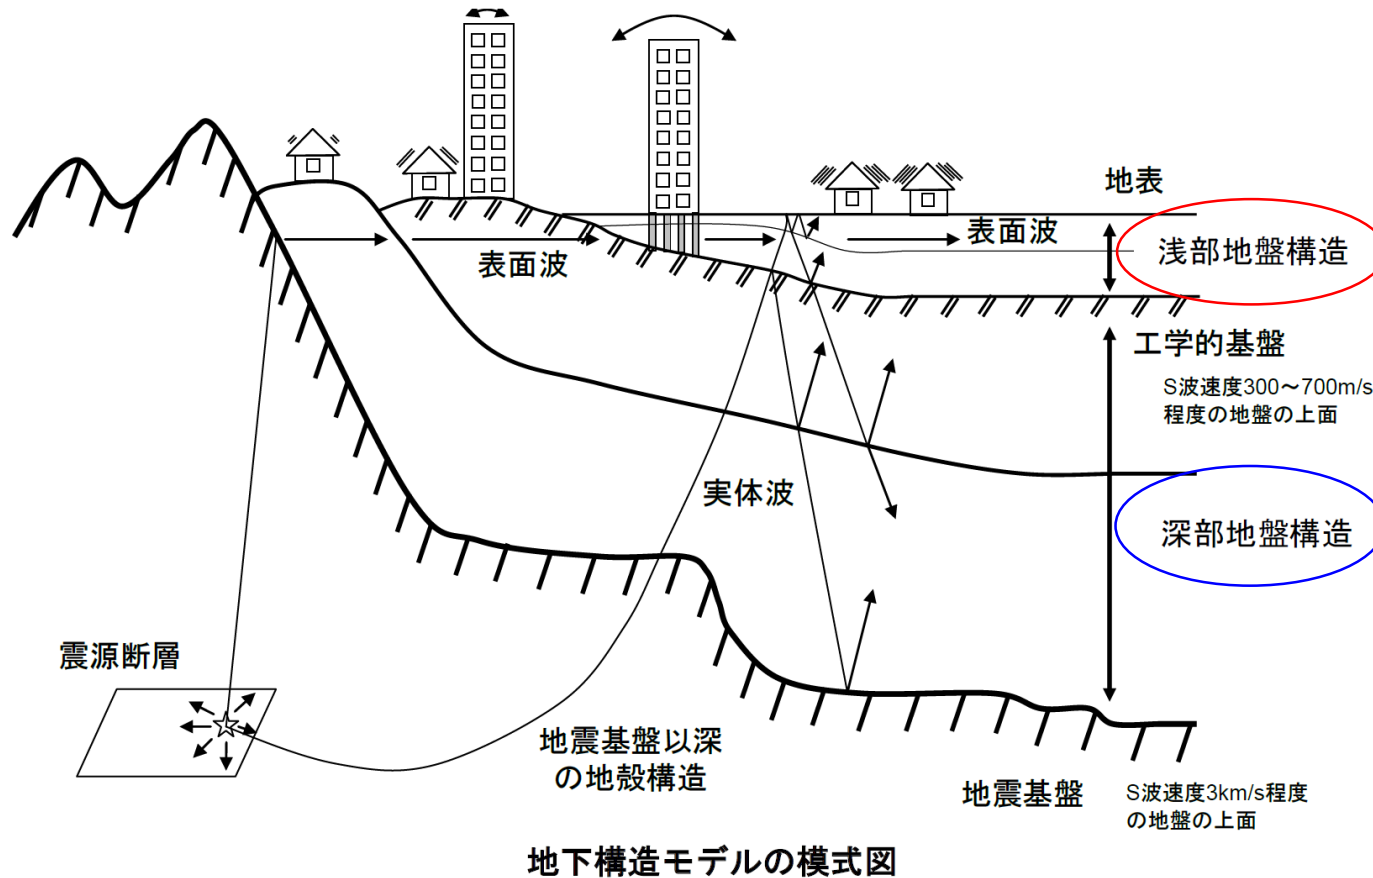 地表
表面波
浅部地盤構造
表面波
工学的基盤
S波速度300～700m/s
程度の地盤の上面
実体波
深部地盤構造
震源断層
地震基盤以深
の地殻構造
地震基盤
S波速度3km/s程度
の地盤の上面
地下構造モデルの模式図